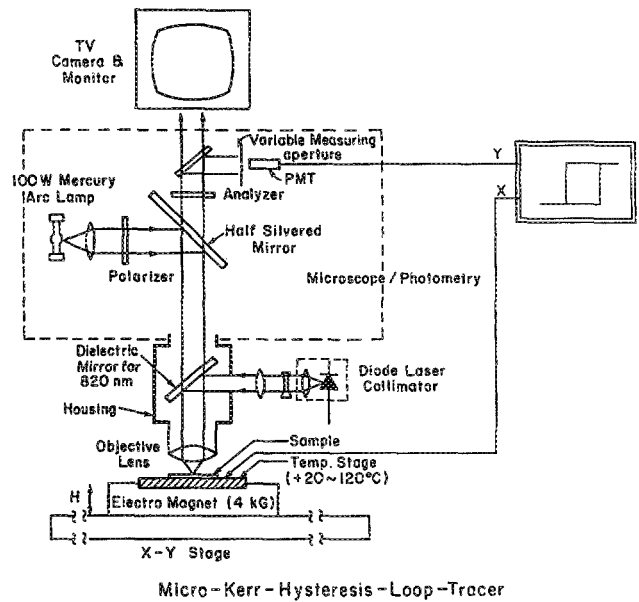 TV
Camera &
Monitor
Variable Measuring
aperture
Y
PMT
X
100W Mercury
Arc Lamp
Analyzer
Half Silvered
Mirror
Polarizer
Microscope / Photometry
Dielectric
Mirror for
820 nm
Diode Laser
Collimator
Housing
Objective
Lens
Sample
Temp. Stage
(+20~120°C)
H
Electro Magnet (4 kG)
X-Y Stage
Micro-Kerr-Hysteresis-Loop-Tracer